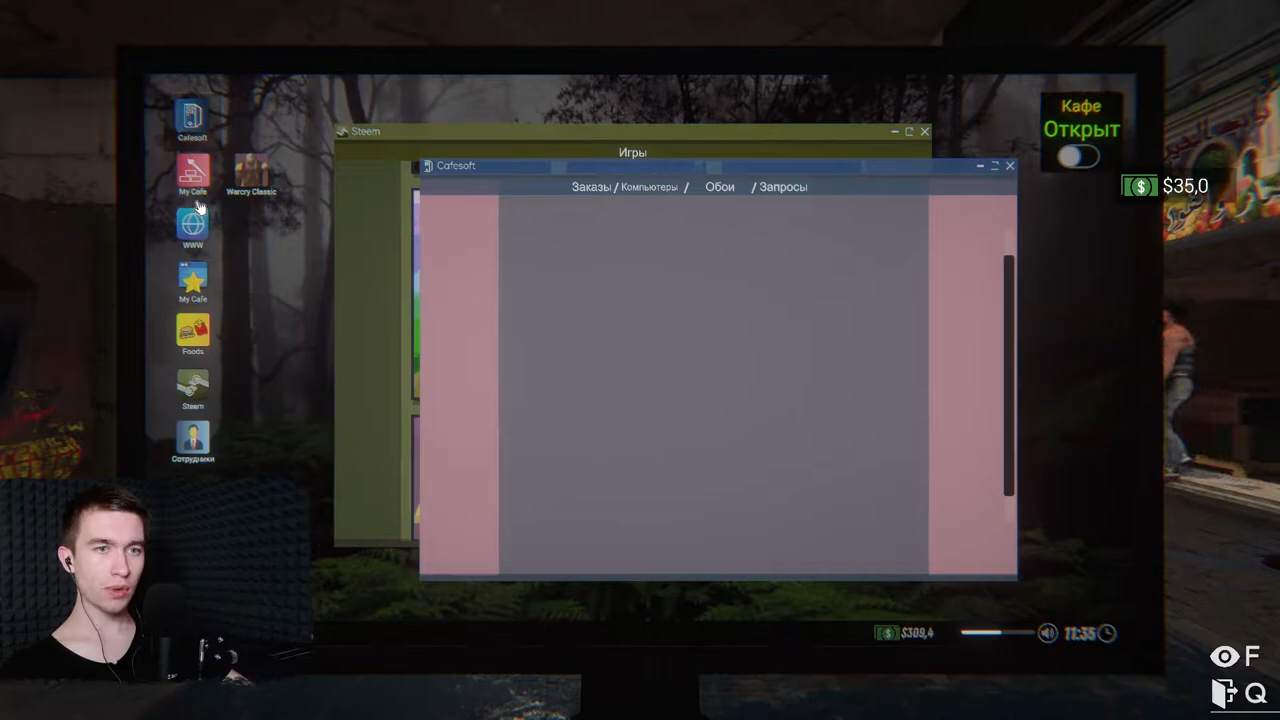 Кафе
Открыт
$35,0
Steem
Игры
Cafesoft
Заказы / Компьютеры / Обои / Запросы
Cafesoft
My Cafe
Warcry Classic
WWW
My Cafe
Foods
Steem
Сотрудники
$309,4
11:35
F
Q